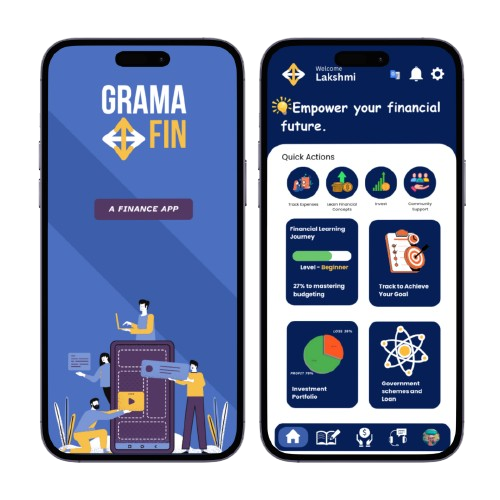 GRAMA
FIN
A FINANCE APP
Welcome
Lakshmi
Empower your financial
future.
Quick Actions
Track Expenses
Learn Financial
Concepts
Invest
Community
Support
Financial Learning
Journey
Level - Beginner
27% to mastering
budgeting
Track to Achieve
Your Goal
LOSS 30%
PROFIT 70%
Investment
Portfolio
Government
schemes and
Loan